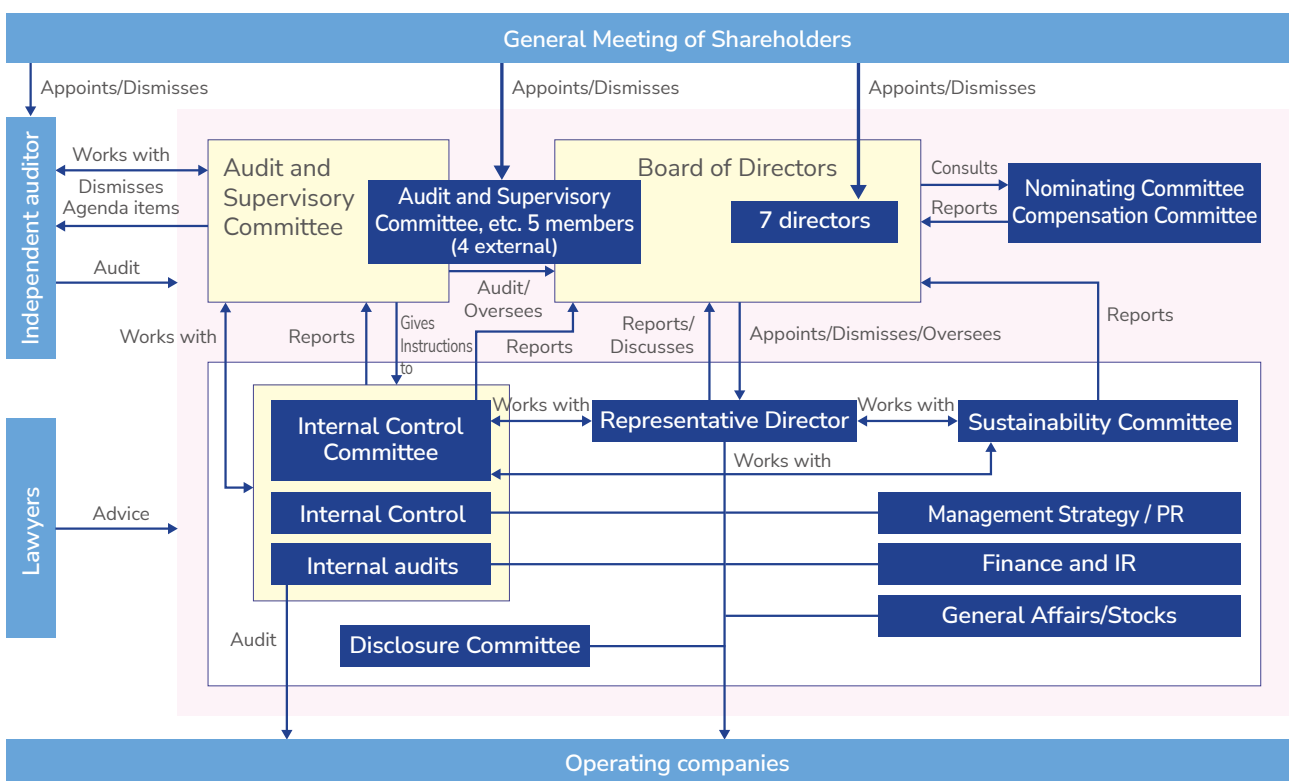 General Meeting of Shareholders
Appoints/Dismisses
Appoints/Dismisses
Appoints/Dismisses
Independent auditor
Works with
Dismisses
Agenda items
Audit
Audit and
Supervisory
Committee
Audit and Supervisory
Committee, etc. 5 members
(4 external)
Board of Directors
7 directors
Consults
Reports
Nominating Committee
Compensation Committee
Audit/
Oversees
Works with
Reports
Gives
Instructions
to
Reports
Reports/
Discusses
Appoints/Dismisses/Oversees
Reports
Internal Control
Committee
Works with
Representative Director
Works with
Sustainability Committee
Works with
Lawyers
Advice
Internal Control
Management Strategy / PR
Internal audits
Finance and IR
General Affairs/Stocks
Audit
Disclosure Committee
Operating companies